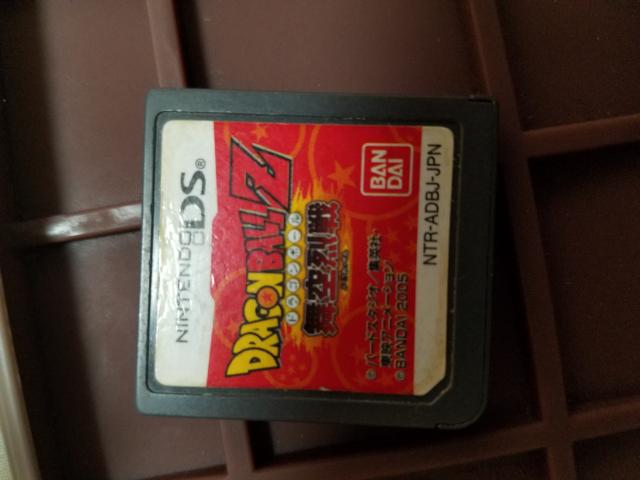 NINTENDO DS®
DRAGON BALL Z
ドラゴンボール
舞空烈戦
BAN
DAI
©バードスタジオ/集英社・
東映アニメーション
©BANDAI 2005
NTR-ADBJ-JPN